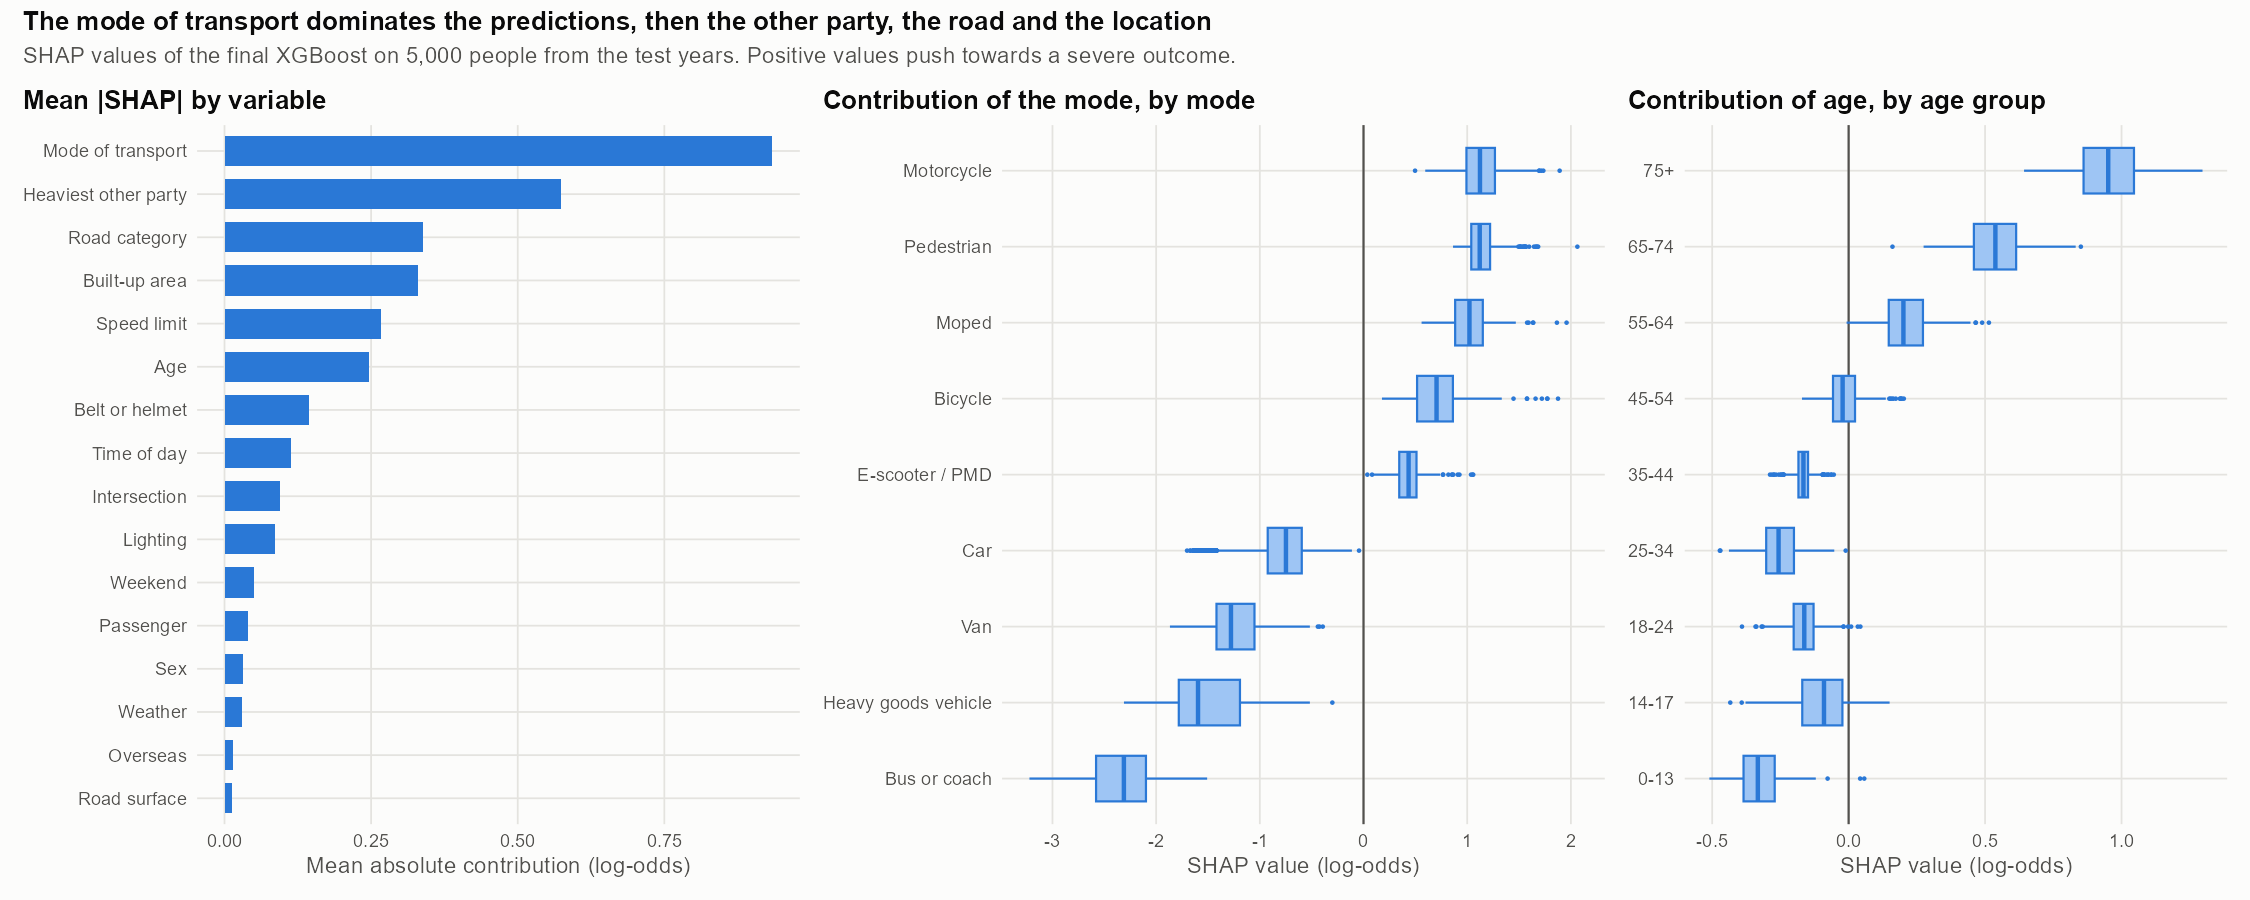 The mode of transport dominates the predictions, then the other party, the road and the location
SHAP values of the final XGBoost on 5,000 people from the test years. Positive values push towards a severe outcome.
Mean |SHAP| by variable
Mode of transport
Heaviest other party
Road category
Built-up area
Speed limit
Age
Belt or helmet
Time of day
Intersection
Lighting
Weekend
Passenger
Sex
Weather
Overseas
Road surface
0.00 0.25 0.50 0.75
Mean absolute contribution (log-odds)
Contribution of the mode, by mode
Motorcycle
Pedestrian
Moped
Bicycle
E-scooter / PMD
Car
Van
Heavy goods vehicle
Bus or coach
-3 -2 -1 0 1 2
SHAP value (log-odds)
Contribution of age, by age group
75+
65-74
55-64
45-54
35-44
25-34
18-24
14-17
0-13
-0.5 0.0 0.5 1.0
SHAP value (log-odds)